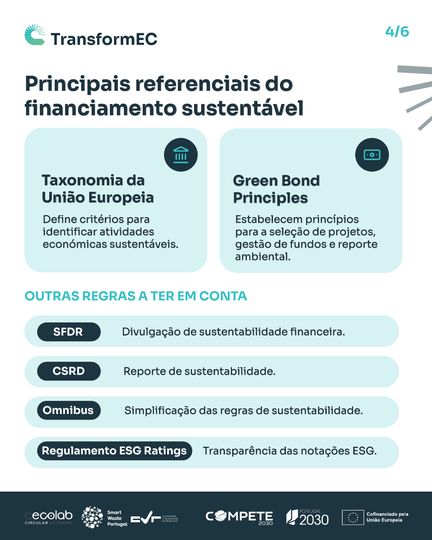 TransformEC
4/6
Principais referenciais do
financiamento sustentável
Taxonomia da
União Europeia
Define critérios para
identificar atividades
económicas sustentáveis.
Green Bond
Principles
Estabelecem princípios
para a seleção de projetos,
gestão de fundos e reporte
ambiental.
OUTRAS REGRAS A TER EM CONTA
SFDR Divulgação de sustentabilidade financeira.
CSRD Reporte de sustentabilidade.
Omnibus Simplificação das regras de sustentabilidade.
Regulamento ESG Ratings Transparência das notações ESG.
ecolab
CIRCULAR ECONOMY
Smart
Waste
Portugal
COMPETE
2030
PORTUGAL
2030
Cofinanciado pela
União Europeia